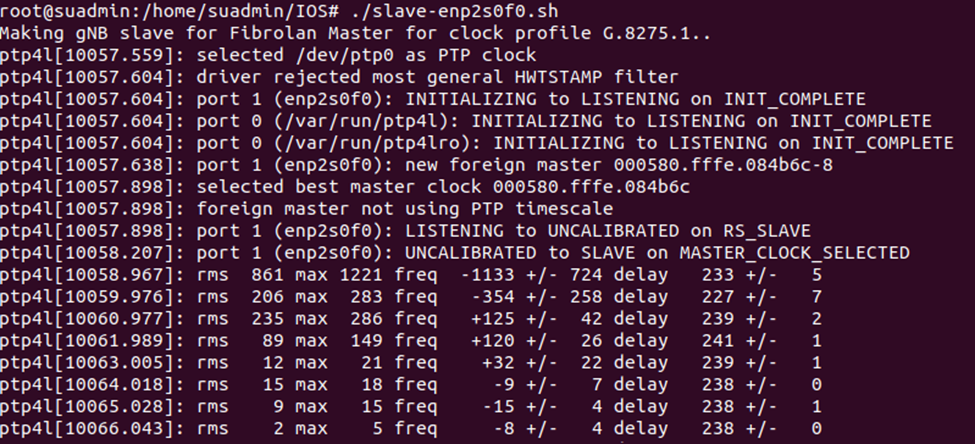 root@suadmin:/home/suadmin/IOS# ./slave-enp2s0f0.sh
Making gNB slave for Fibrolan Master for clock profile G.8275.1..
ptp4l[10057.559]: selected /dev/ptp0 as PTP clock
ptp4l[10057.604]: driver rejected most general HWTSTAMP filter
ptp4l[10057.604]: port 1 (enp2s0f0): INITIALIZING to LISTENING on INIT_COMPLETE
ptp4l[10057.604]: port 0 (/var/run/ptp4l): INITIALIZING to LISTENING on INIT_COMPLETE
ptp4l[10057.604]: port 0 (/var/run/ptp4lro): INITIALIZING to LISTENING on INIT_COMPLETE
ptp4l[10057.638]: port 1 (enp2s0f0): new foreign master 000580.fffe.084b6c-8
ptp4l[10057.898]: selected best master clock 000580.fffe.084b6c
ptp4l[10057.898]: foreign master not using PTP timescale
ptp4l[10057.898]: port 1 (enp2s0f0): LISTENING to UNCALIBRATED on RS_SLAVE
ptp4l[10058.207]: port 1 (enp2s0f0): UNCALIBRATED to SLAVE on MASTER_CLOCK_SELECTED
ptp4l[10058.967]: rms  861 max 1221 freq  -1133 +/- 724 delay   233 +/-   5
ptp4l[10059.976]: rms  206 max  283 freq   -354 +/- 258 delay   227 +/-   7
ptp4l[10060.977]: rms  235 max  286 freq   +125 +/-  42 delay   239 +/-   2
ptp4l[10061.989]: rms   89 max  149 freq   +120 +/-  26 delay   241 +/-   1
ptp4l[10063.005]: rms   12 max   21 freq    +32 +/-  22 delay   239 +/-   1
ptp4l[10064.018]: rms   15 max   18 freq     -9 +/-   7 delay   238 +/-   0
ptp4l[10065.028]: rms    9 max   15 freq    -15 +/-   4 delay   238 +/-   1
ptp4l[10066.043]: rms    2 max    5 freq     -8 +/-   4 delay   238 +/-   0